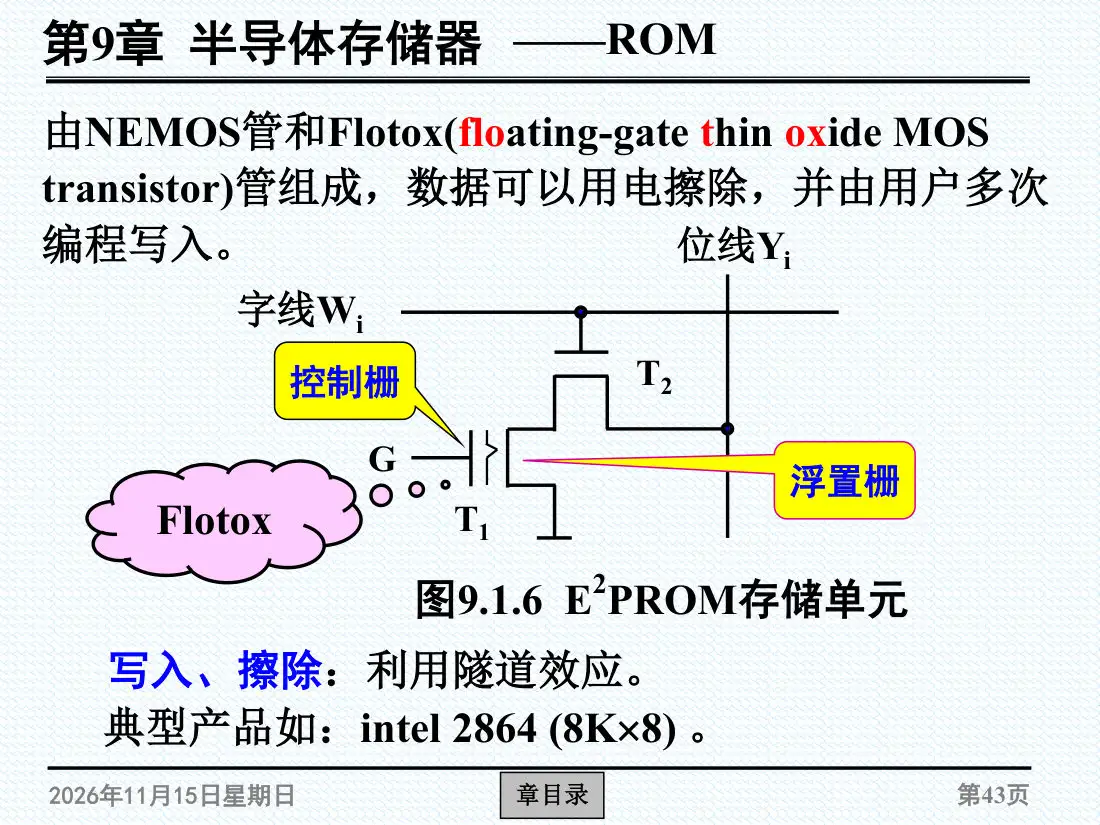 第9章 半导体存储器 ——ROM
由NEMOS管和Flotox(floating-gate thin oxide MOS
transistor)管组成，数据可以用电擦除，并由用户多次
编程写入。
位线Yi
字线Wi
控制栅
T2
G
浮置栅
Flotox
T1
图9.1.6 E²PROM存储单元
写入、擦除：利用隧道效应。
典型产品如：intel 2864 (8K×8) 。
2026年11月15日星期日
章目录
第43页